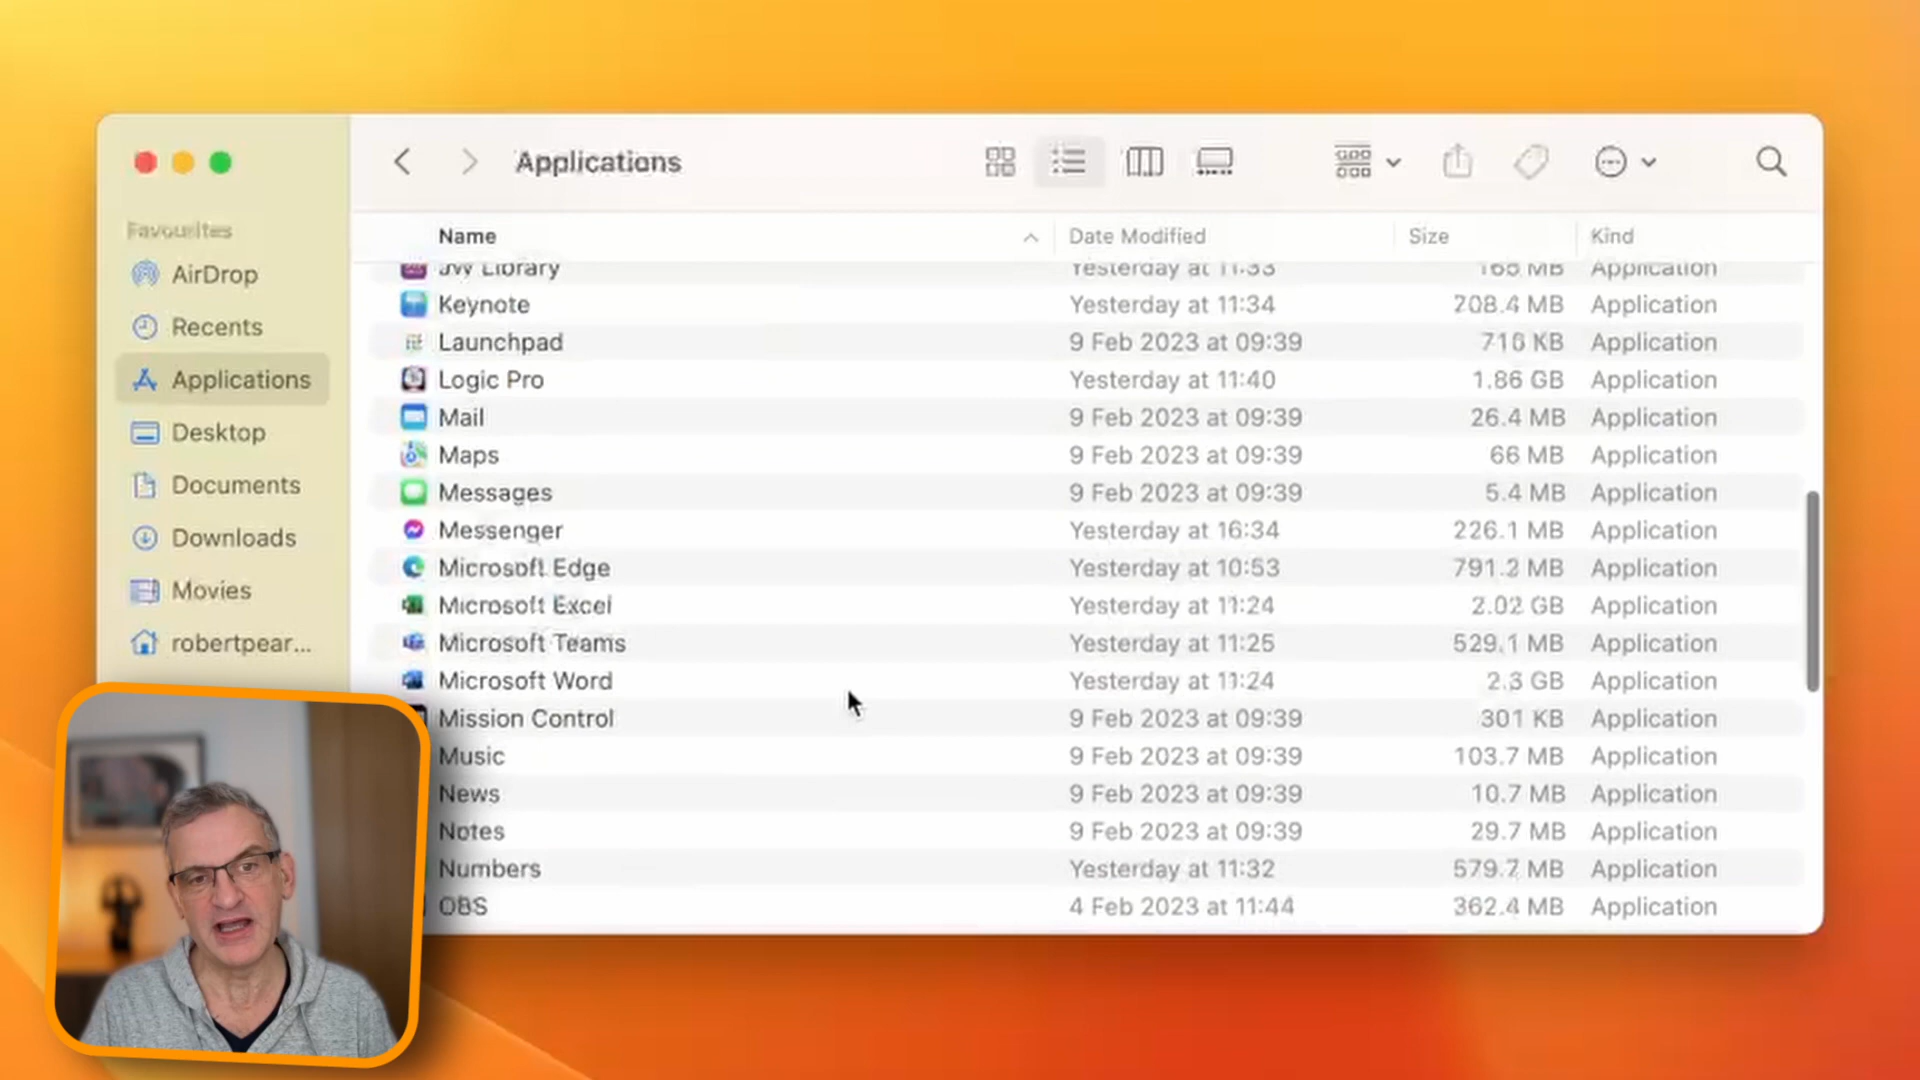 Applications
Favourites
AirDrop
Recents
Applications
Desktop
Documents
Downloads
Movies
robertpear...
Name Date Modified Size Kind
JW Library Yesterday at 11:33 165 MB Application
Keynote Yesterday at 11:34 208.4 MB Application
Launchpad 9 Feb 2023 at 09:39 KB Application
Logic Pro Yesterday at 11:40 1.86 GB Application
Mail 9 Feb 2023 at 09:39 26.4 MB Application
Maps 9 Feb 2023 at 09:39 66 MB Application
Messages 9 Feb 2023 at 09:39 5.4 MB Application
Messenger Yesterday at 16:34 226.1 MB Application
Microsoft Edge Yesterday at 10:53 791.2 MB Application
Microsoft Excel Yesterday at 11:24 2.02 GB Application
Microsoft Teams Yesterday at 11:25 529.1 MB Application
Microsoft Word Yesterday at 11:24 2.3 GB Application
Mission Control 9 Feb 2023 at 09:39 301 KB Application
Music 9 Feb 2023 at 09:39 103.7 MB Application
News 9 Feb 2023 at 09:39 10.7 MB Application
Notes 9 Feb 2023 at 09:39 29.7 MB Application
Numbers Yesterday at 11:32 579.7 MB Application
OBS 4 Feb 2023 at 11:44 362.4 MB Application